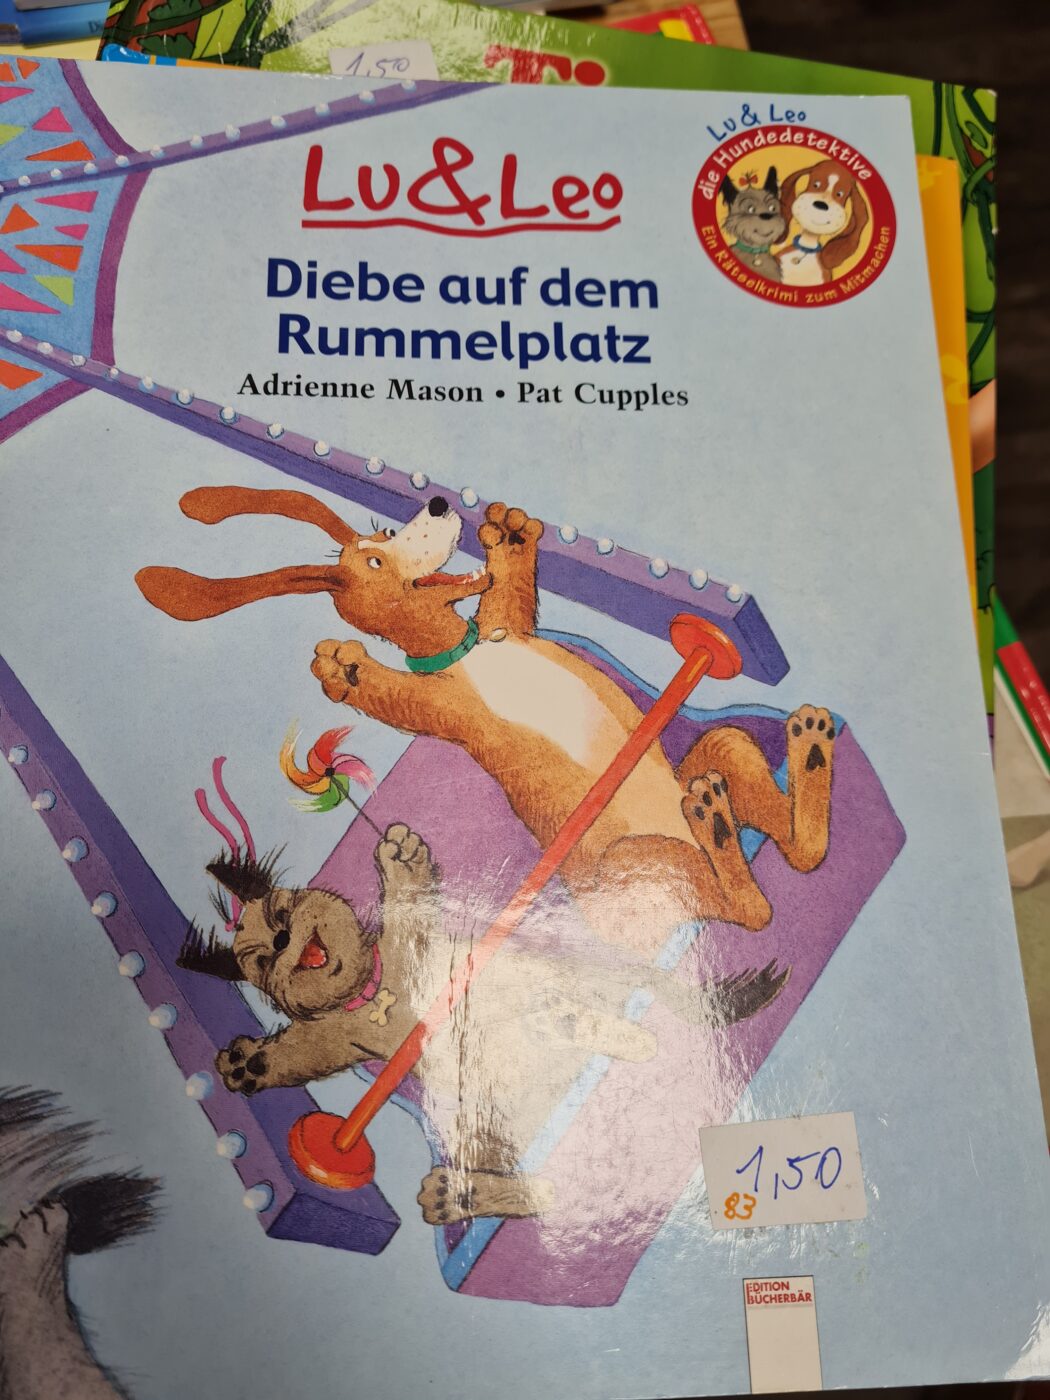 1,50
Lu & Leo
die Hundedetektive
Ein Rätselkrimi zum Mitmachen
Lu&Leo
Diebe auf dem
Rummelplatz
Adrienne Mason • Pat Cupples
1,50
83
EDITION
BÜCHERBÄR